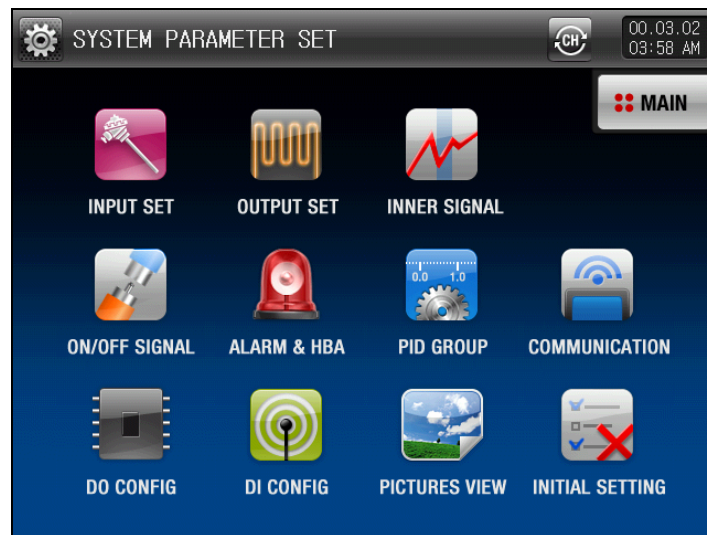 SYSTEM PARAMETER SET
CH
00.03.02
03:58 AM
MAIN
INPUT SET
OUTPUT SET
INNER SIGNAL
0.0 1.0
ON/OFF SIGNAL
ALARM & HBA
PID GROUP
COMMUNICATION
DO CONFIG
DI CONFIG
PICTURES VIEW
INITIAL SETTING